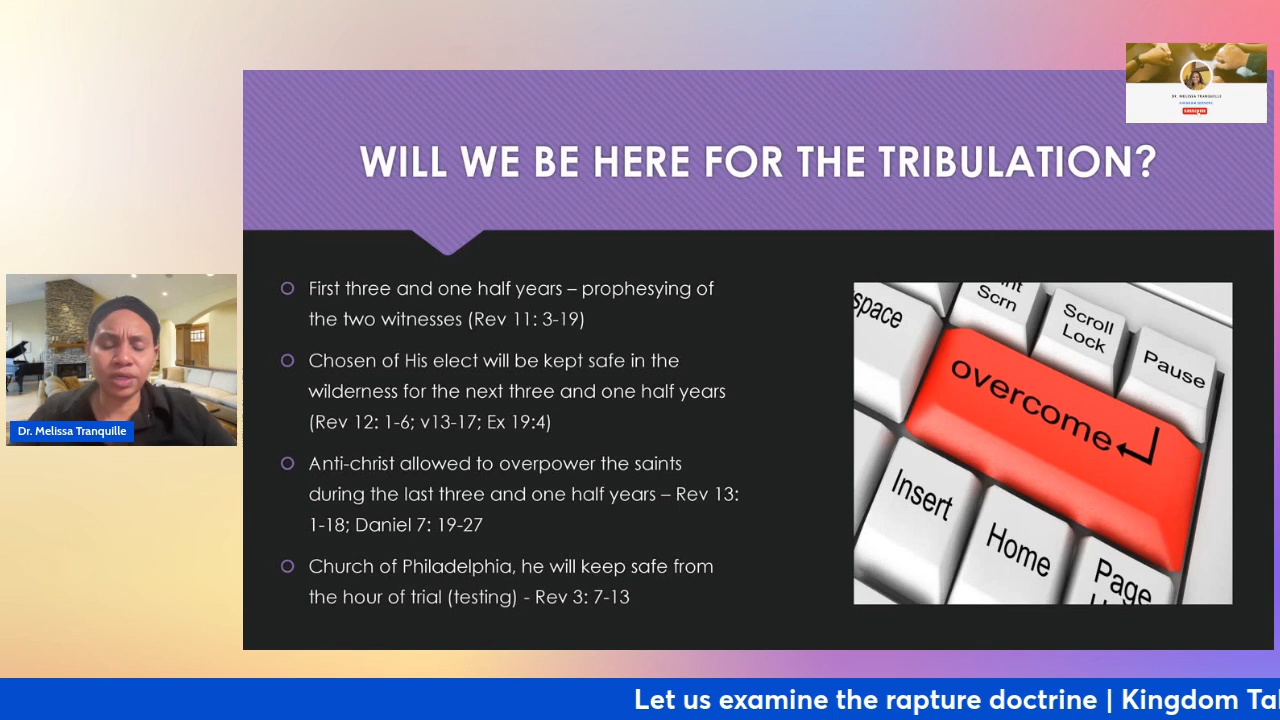 WILL WE BE HERE FOR THE TRIBULATION?
DR. MELISSA TRANQUILLE
SUBSCRIBE
First three and one half years – prophesying of
the two witnesses (Rev 11: 3-19)
Chosen of His elect will be kept safe in the
wilderness for the next three and one half years
(Rev 12: 1-6; v13-17; Ex 19:4)
Anti-christ allowed to overpower the saints
during the last three and one half years – Rev 13:
1-18; Daniel 7: 19-27
Church of Philadelphia, he will keep safe from
the hour of trial (testing) - Rev 3: 7-13
space
nt
Scrn
Scroll
Lock
Pause
overcome
Insert
Home
Page
Dr. Melissa Tranquille
Let us examine the rapture doctrine | Kingdom Tal